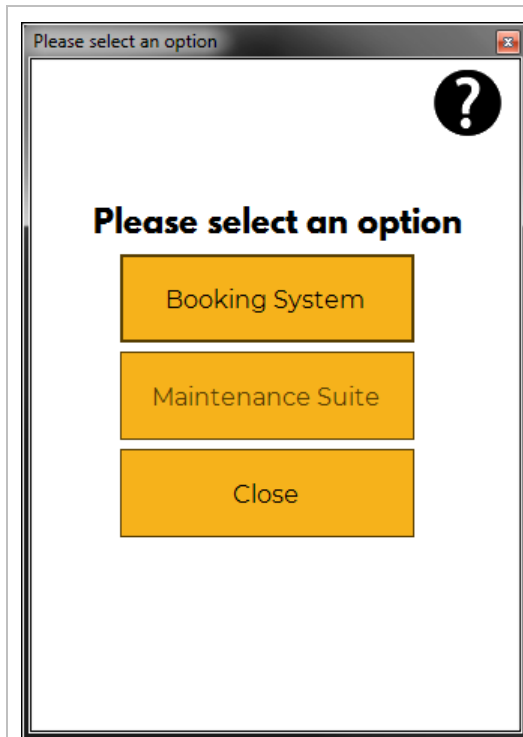 Please select an option
?
Please select an option
Booking System
Maintenance Suite
Close